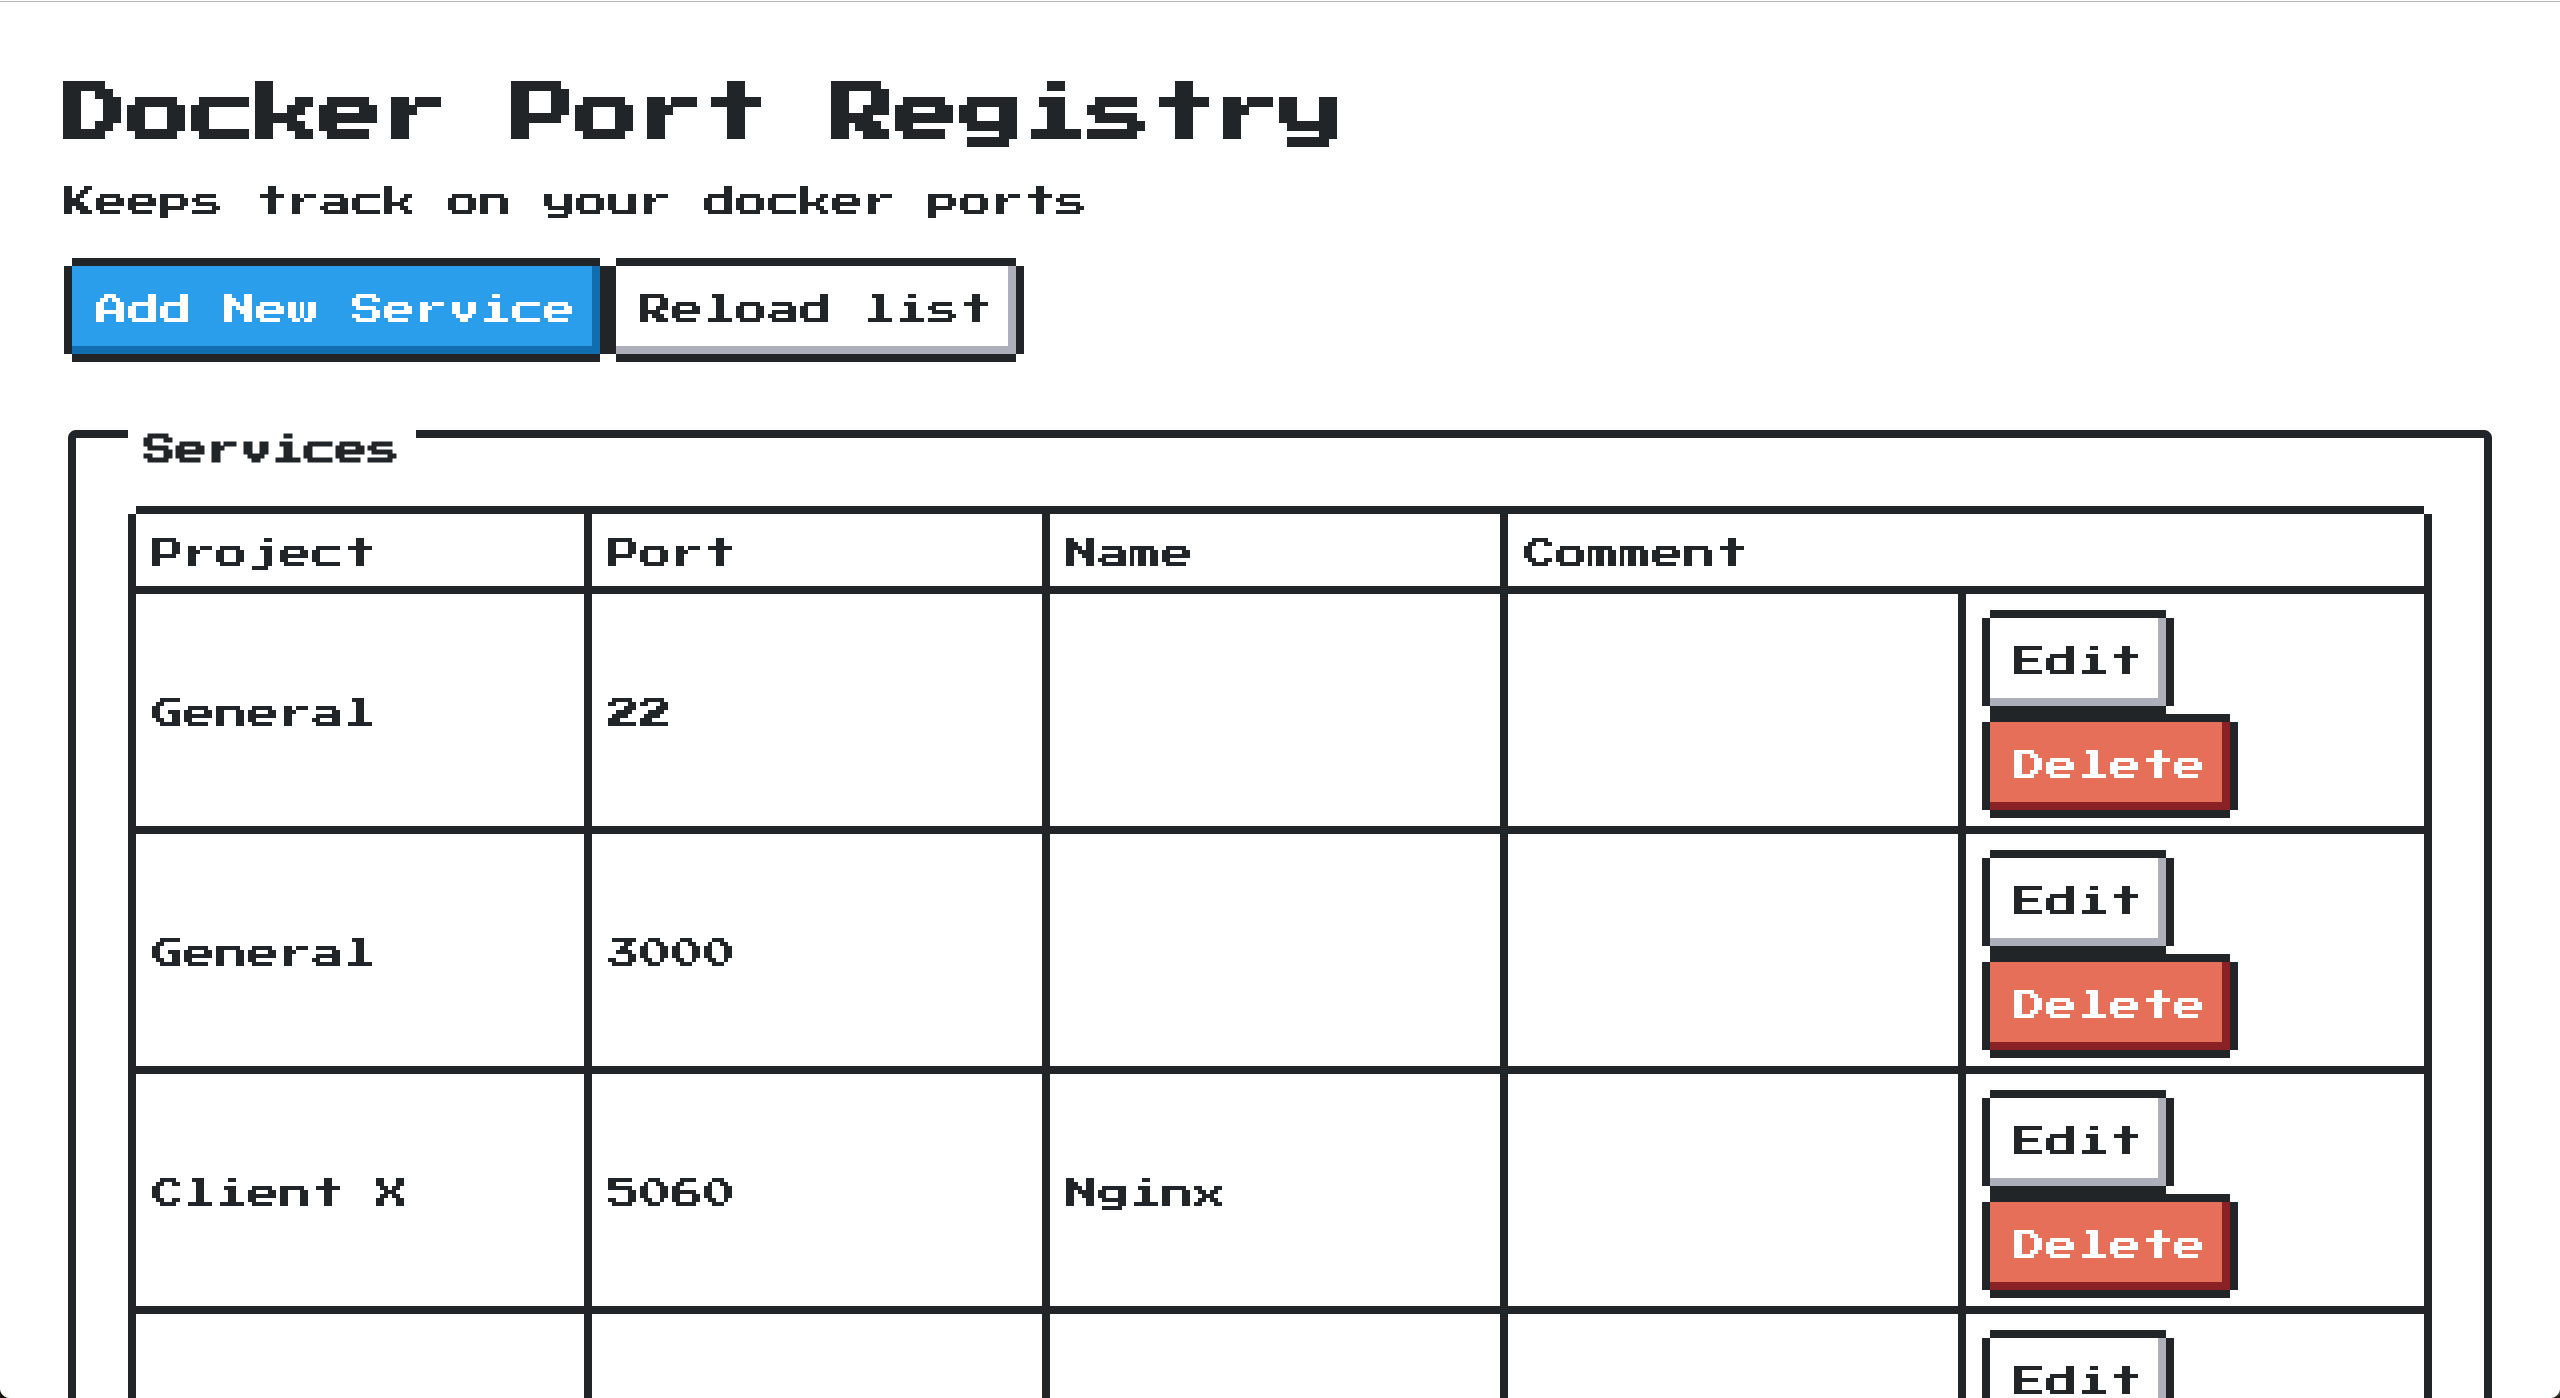 Docker Port Registry
Keeps track on your docker ports
Add New Service Reload list
Services
Project Port Name Comment
Edit
General 22
Delete
Edit
General 3000
Delete
Edit
Client X 5060 Nginx
Delete
Edit